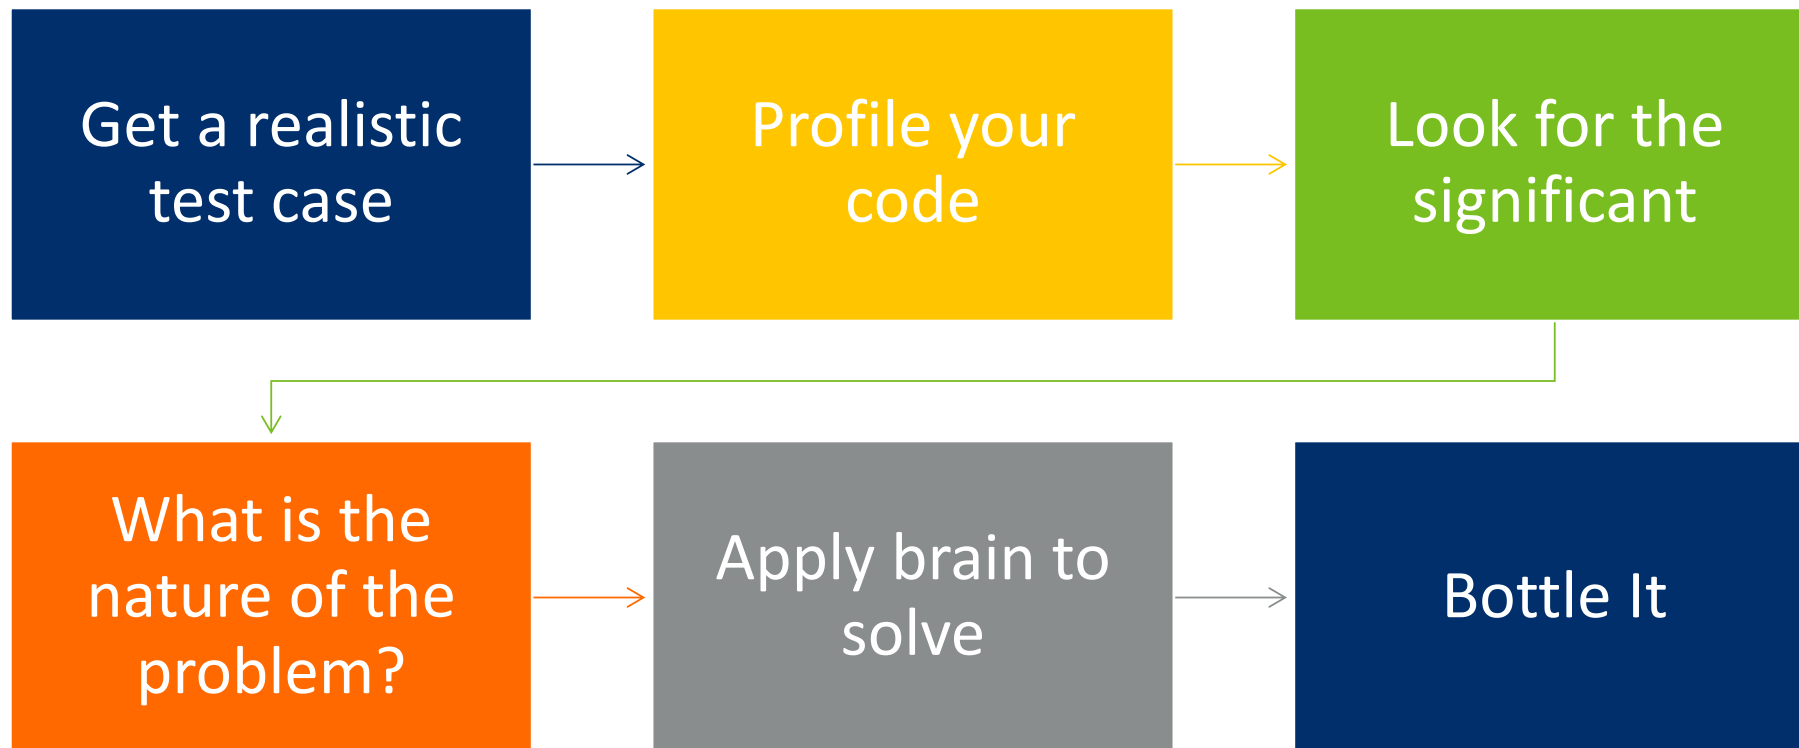 Get a realistic
test case
Profile your
code
Look for the
significant
What is the
nature of the
problem?
Apply brain to
solve
Bottle It